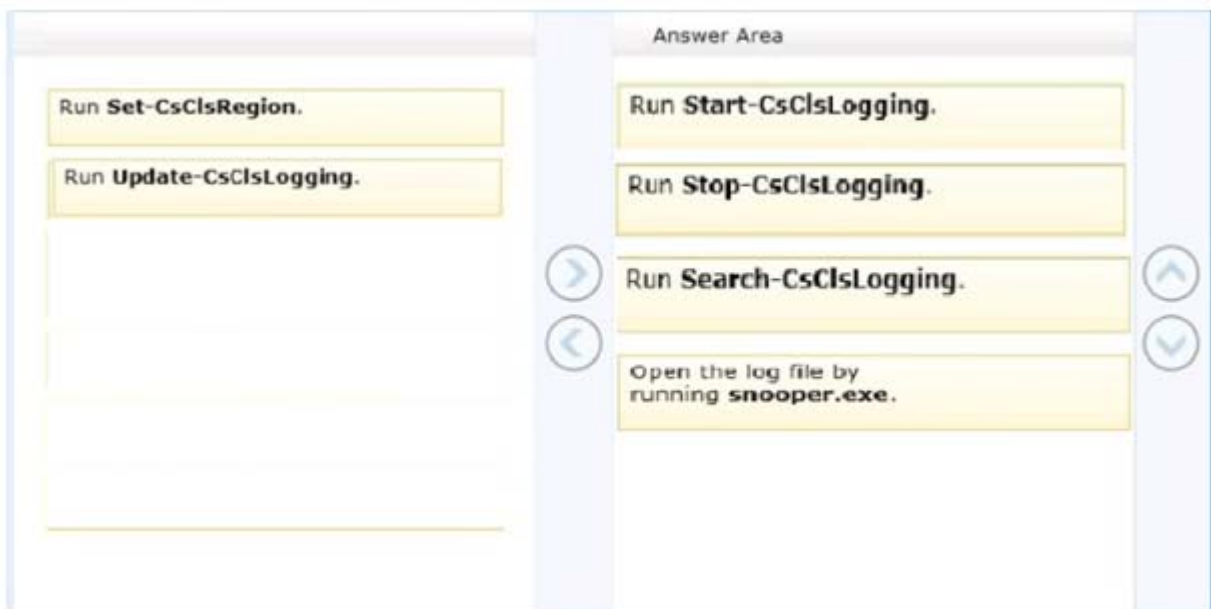 Run Set-CsClsRegion.
Run Update-CsClsLogging.
Answer Area
Run Start-CsClsLogging.
Run Stop-CsClsLogging.
Run Search-CsClsLogging.
Open the log file by
running snooper.exe.